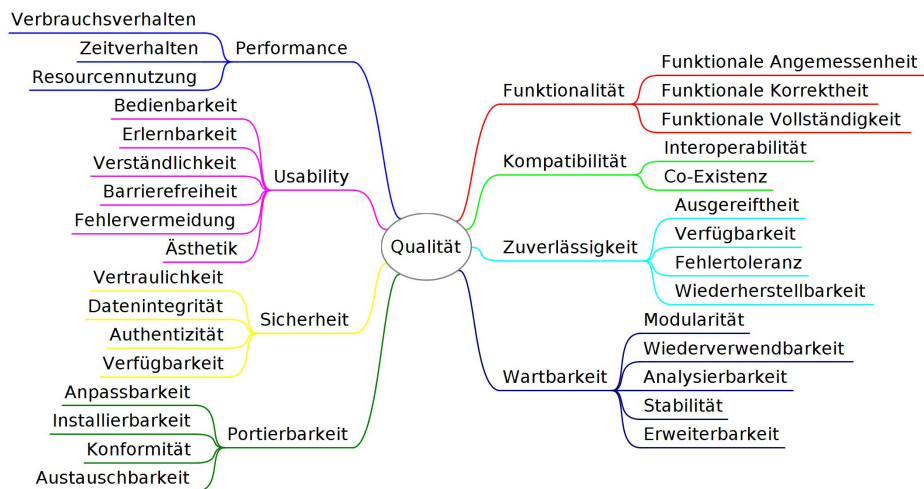 Qualität
Performance
Verbrauchsverhalten
Zeitverhalten
Resourcennutzung
Usability
Bedienbarkeit
Erlernbarkeit
Verständlichkeit
Barrierefreiheit
Fehlervermeidung
Ästhetik
Sicherheit
Vertraulichkeit
Datenintegrität
Authentizität
Verfügbarkeit
Portierbarkeit
Anpassbarkeit
Installierbarkeit
Konformität
Austauschbarkeit
Funktionalität
Funktionale Angemessenheit
Funktionale Korrektheit
Funktionale Vollständigkeit
Kompatibilität
Interoperabilität
Co-Existenz
Zuverlässigkeit
Ausgereiftheit
Verfügbarkeit
Fehlertoleranz
Wiederherstellbarkeit
Wartbarkeit
Modularität
Wiederverwendbarkeit
Analysierbarkeit
Stabilität
Erweiterbarkeit